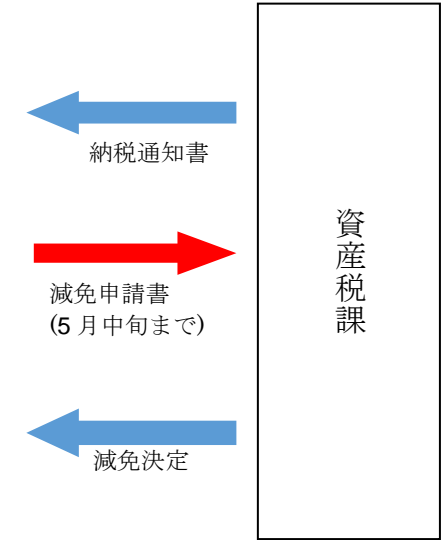 納税通知書
減免申請書
(5 月中旬まで)
減免決定
資産税課